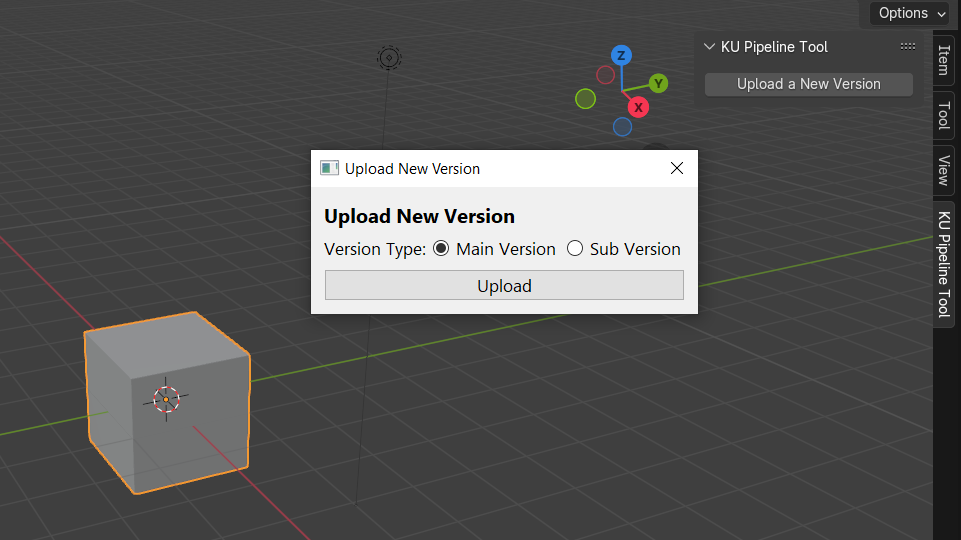 Options
KU Pipeline Tool
Upload a New Version
Item
Tool
View
KU Pipeline Tool
Z
Y
X
Upload New Version
Upload New Version
Version Type: Main Version Sub Version
Upload